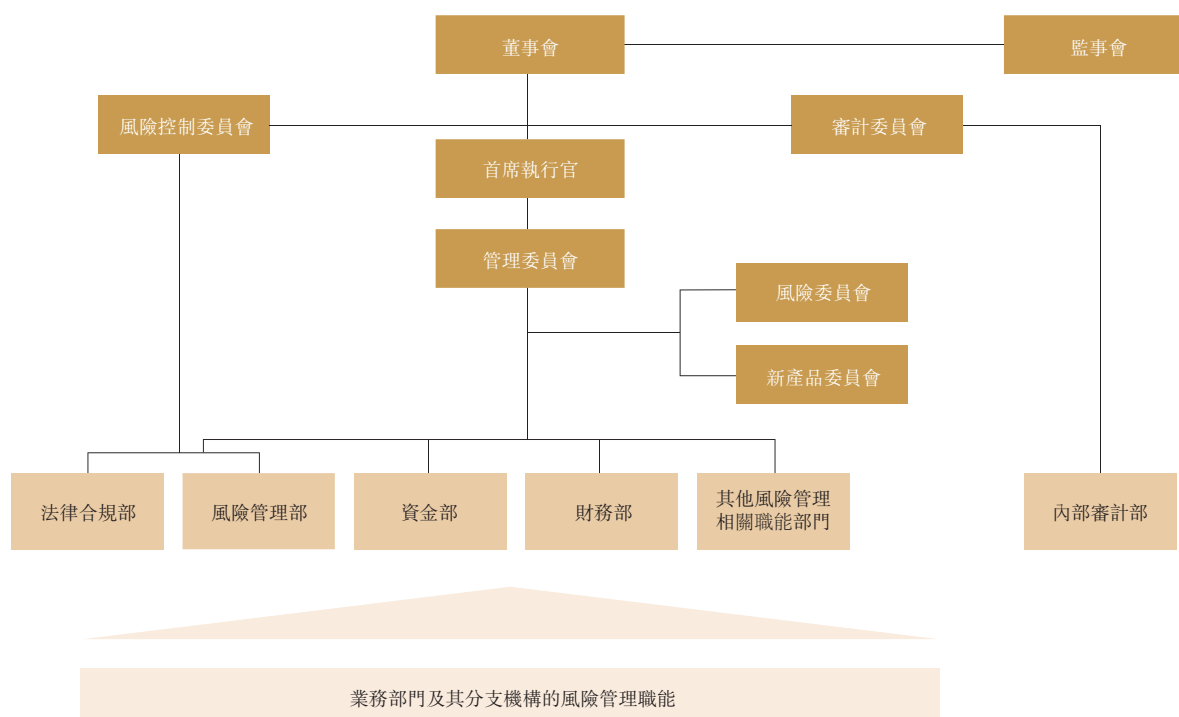 董事會
監事會
風險控制委員會
審計委員會
首席執行官
管理委員會
風險委員會
新產品委員會
法律合規部
風險管理部
資金部
財務部
其他風險管理
相關職能部門
內部審計部
業務部門及其分支機構的風險管理職能